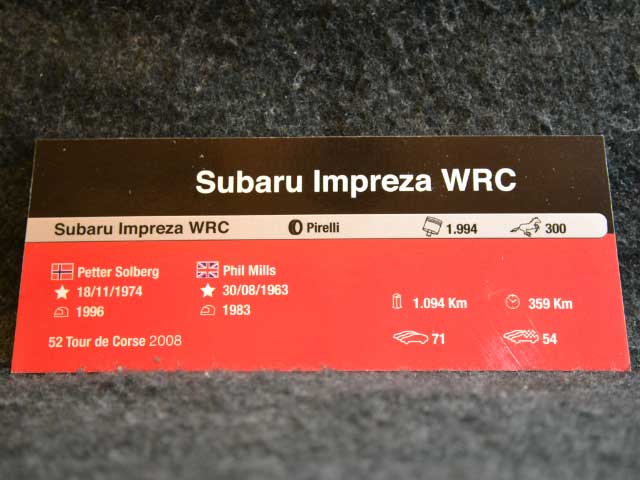 Subaru Impreza WRC
Subaru Impreza WRC Pirelli 1.994 300
Petter Solberg Phil Mills
18/11/1974 30/08/1963
1996 1983
1.094 Km 359 Km
52 Tour de Corse 2008 71 54